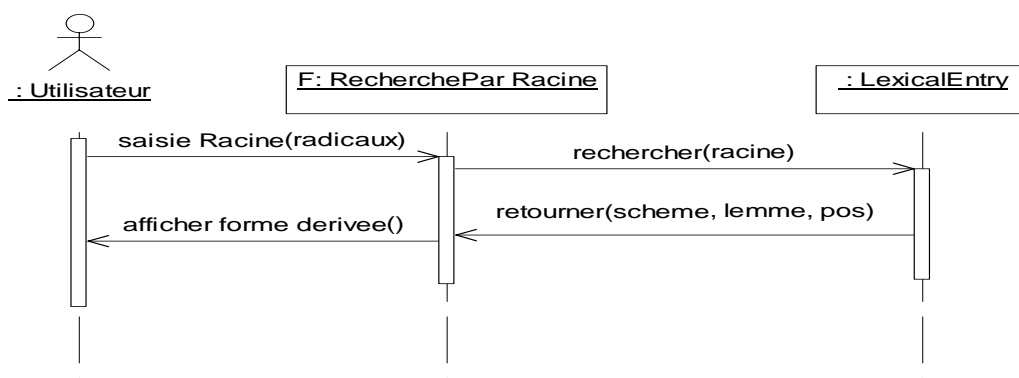 : Utilisateur
F: RecherchePar Racine
: LexicalEntry
saisie Racine(radicaux)
rechercher(racine)
retourner(scheme, lemme, pos)
afficher forme derivee()